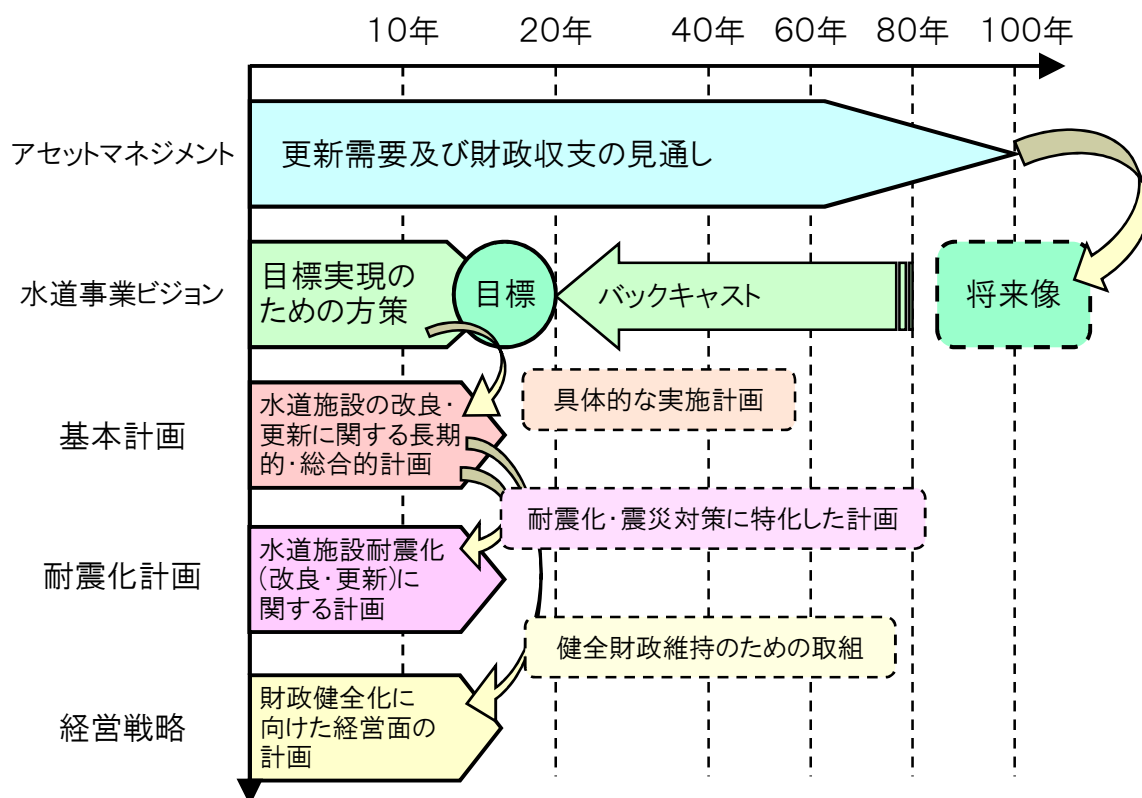 10年 20年 40年 60年 80年 100年
アセットマネジメント
更新需要及び財政収支の見通し
水道事業ビジョン
目標実現の
ための方策
目標
バックキャスト
将来像
具体的な実施計画
基本計画
水道施設の改良・
更新に関する長期
的・総合的計画
耐震化・震災対策に特化した計画
耐震化計画
水道施設耐震化
(改良・更新)に
関する計画
健全財政維持のための取組
経営戦略
財政健全化に
向けた経営面の
計画